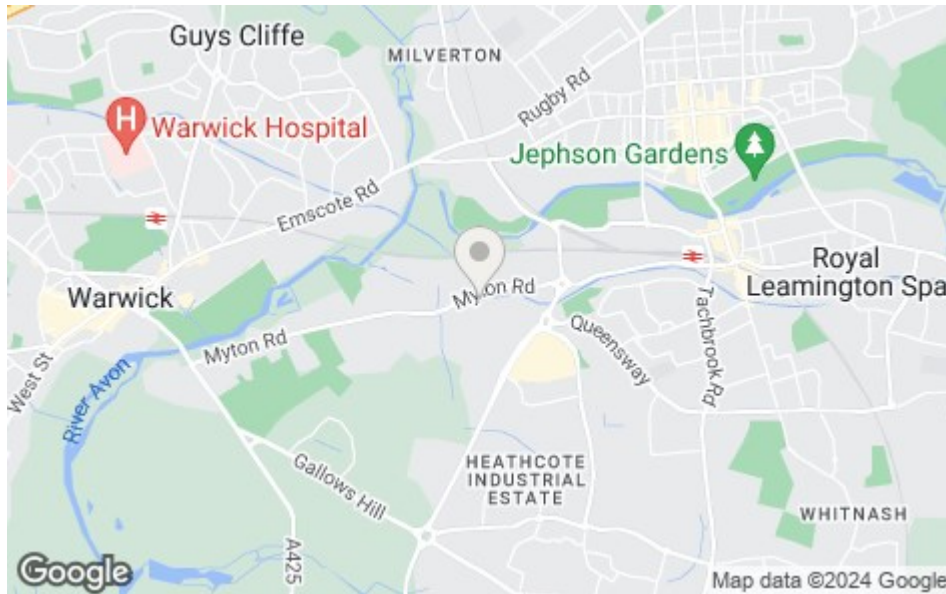 Guys Cliffe
MILVERTON
Rugby Rd
H
Warwick Hospital
Jephson Gardens
Emscote Rd
Royal
Leamington Spa
Warwick
Myton Rd
Myton Rd
Tachbrook Rd
Queensway
West St
River Avon
HEATHCOTE
INDUSTRIAL
ESTATE
Gallows Hill
WHITNASH
A425
Google
Map data ©2024 Google